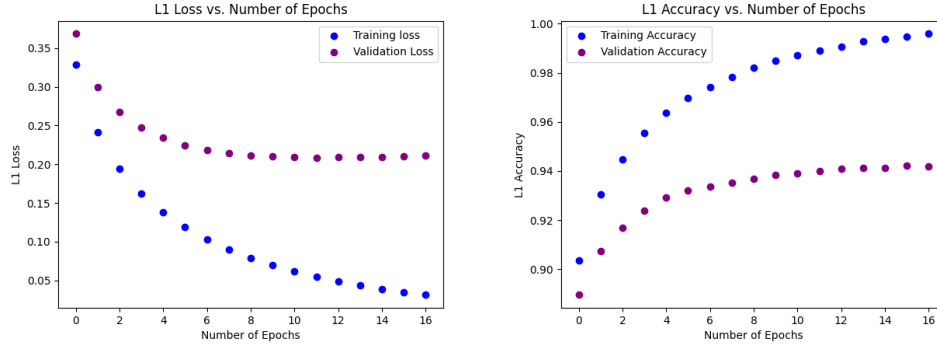 L1 Loss vs. Number of Epochs
Training loss
Validation Loss
0.35
0.30
0.25
0.20
0.15
0.10
0.05
L1 Loss
0 2 4 6 8 10 12 14 16
Number of Epochs
L1 Accuracy vs. Number of Epochs
Training Accuracy
Validation Accuracy
1.00
0.98
0.96
0.94
0.92
0.90
L1 Accuracy
0 2 4 6 8 10 12 14 16
Number of Epochs